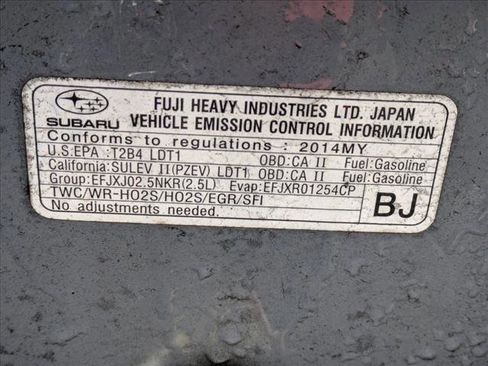 FUJI HEAVY INDUSTRIES LTD. JAPAN
SUBARU VEHICLE EMISSION CONTROL INFORMATION
Conforms to regulations : 2014MY
U.S.EPA :T2B4 LDT1 OBD:CA II Fuel:Gasoline
California:SULEV II(PZEV) LDT1 OBD:CA II Fuel:Gasoline
Group:EFJXJ02.5NKR(2.5L) Evap:EFJXR01254CP
TWC/WR-HO2S/HO2S/EGR/SFI
No adjustments needed.
BJ